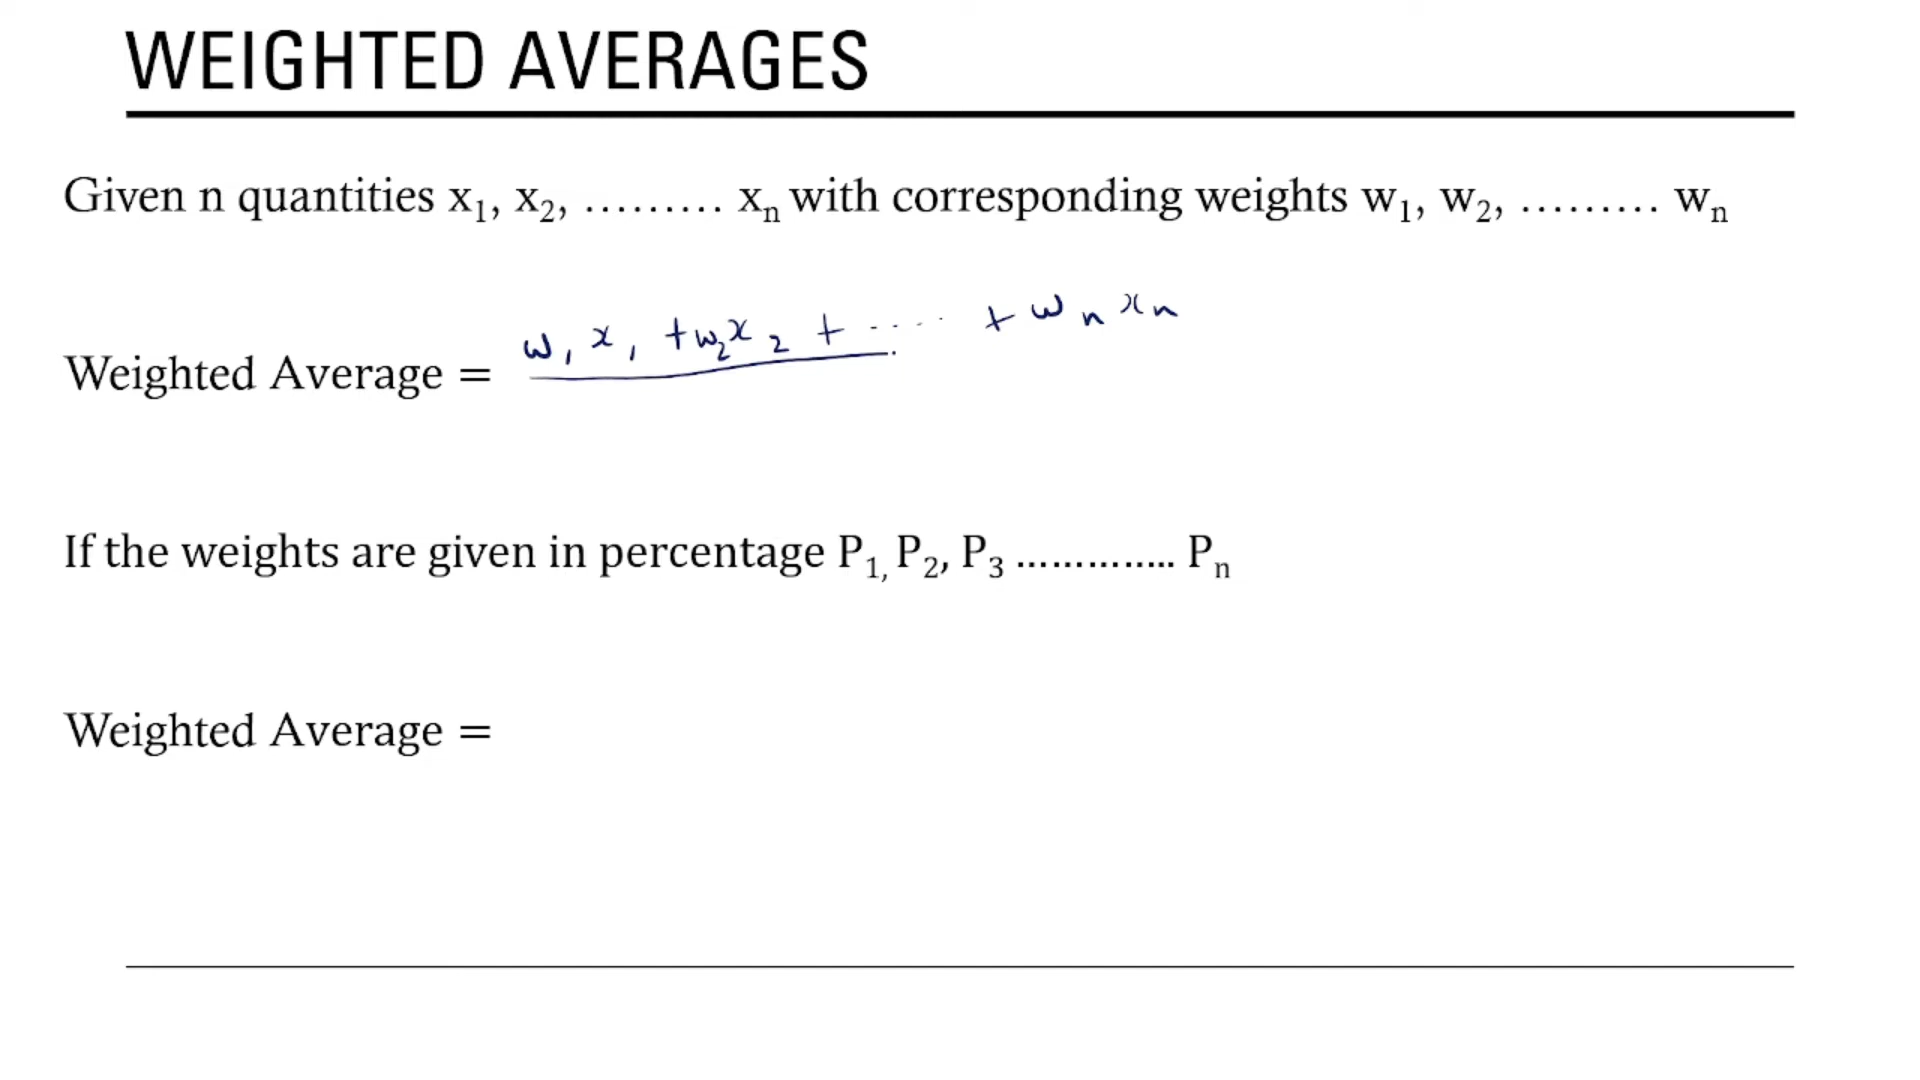 WEIGHTED AVERAGES
Given n quantities x₁, x₂, ……… xₙ with corresponding weights w₁, w₂, ……… wₙ
Weighted Average = w₁x₁ + w₂x₂ + ..... + wₙxₙ
If the weights are given in percentage P₁, P₂, P₃ ………….. Pₙ
Weighted Average =